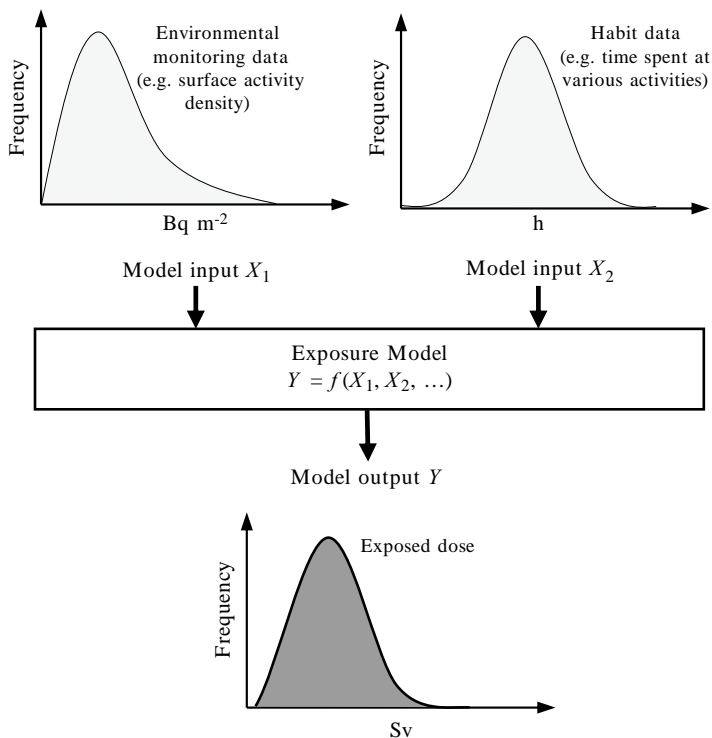 Frequency
Environmental
monitoring data
(e.g. surface activity
density)
Bq m⁻²
Frequency
Habit data
(e.g. time spent at
various activities)
h
Model input X₁
Model input X₂
Exposure Model
Y = f(X₁, X₂, …)
Model output Y
Frequency
Exposed dose
Sv